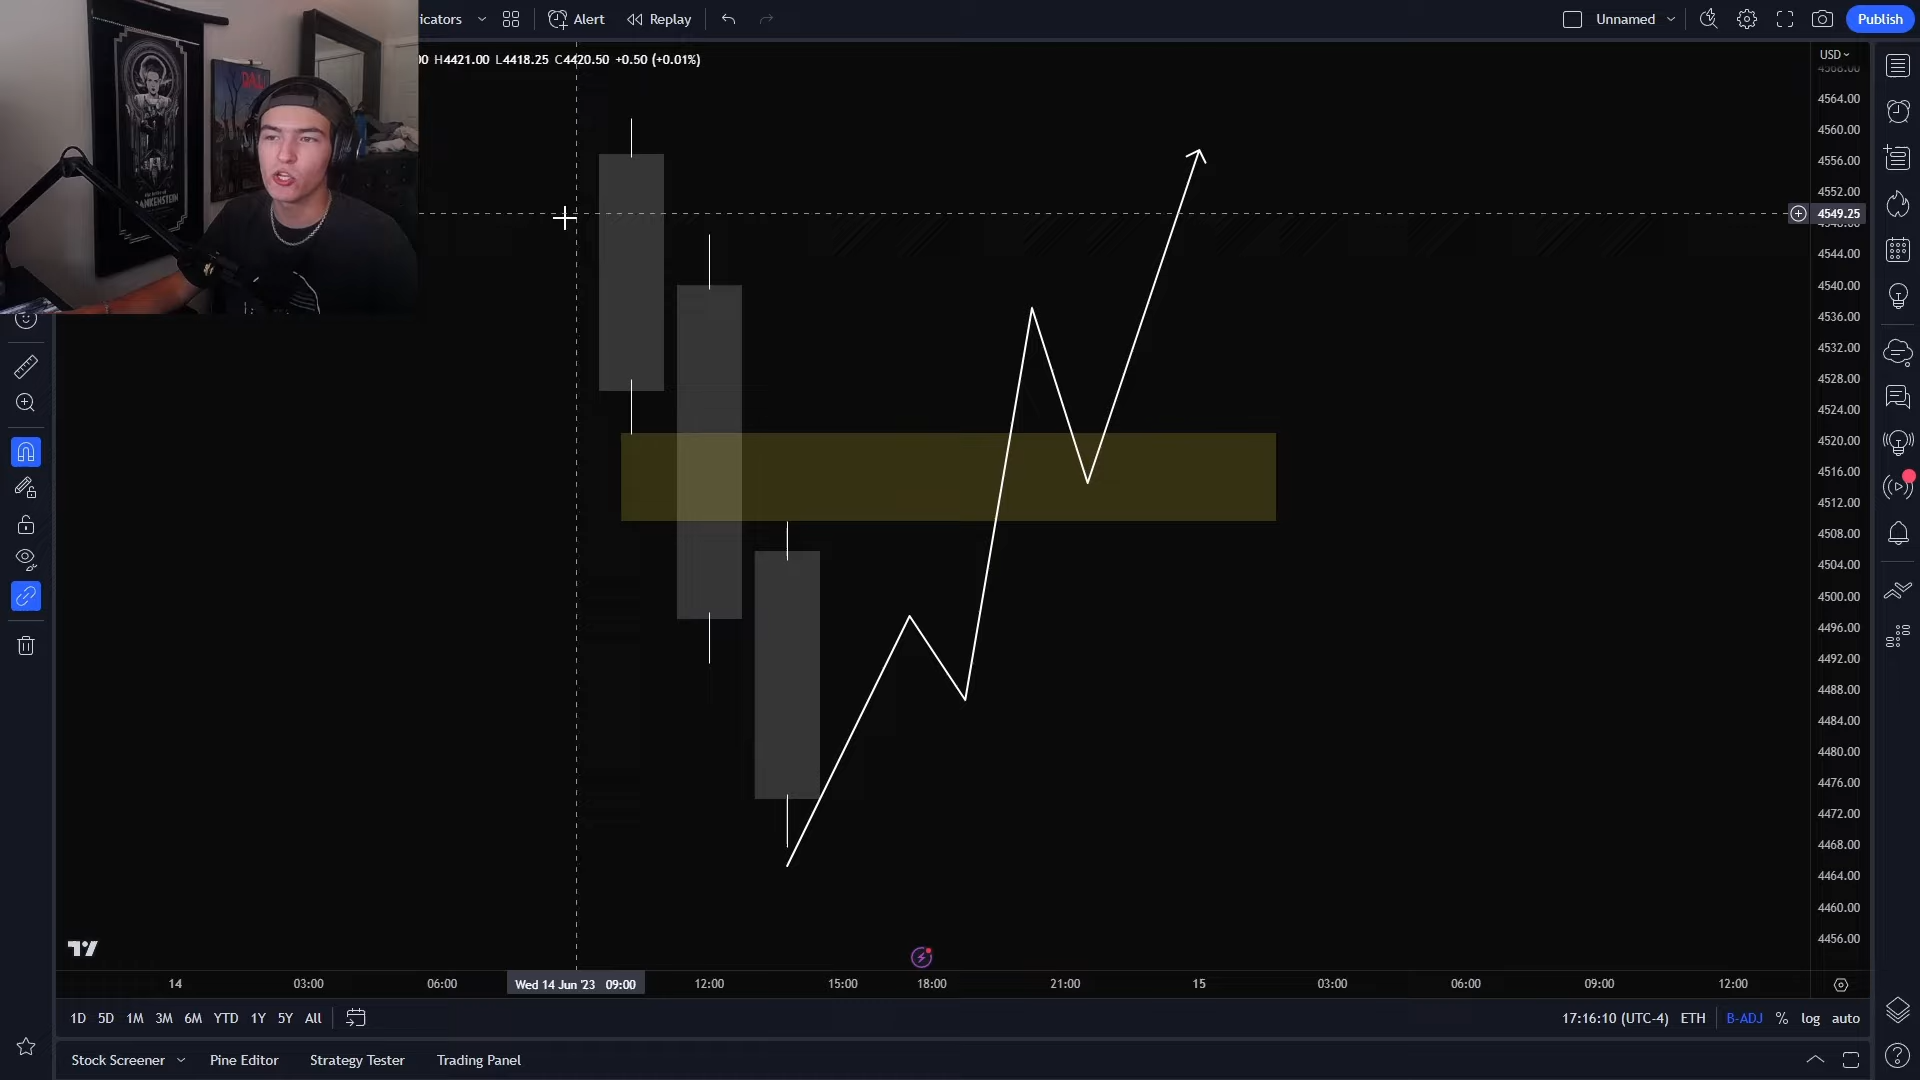 icators
Alert
Replay
Unnamed
Publish
00 H4421.00 L4418.25 C4420.50 +0.50 (+0.01%)
USD
4568.00
4564.00
4560.00
4556.00
4552.00
4549.25
4548.00
4544.00
4540.00
4536.00
4532.00
4528.00
4524.00
4520.00
4516.00
4512.00
4508.00
4504.00
4500.00
4496.00
4492.00
4488.00
4484.00
4480.00
4476.00
4472.00
4468.00
4464.00
4460.00
4456.00
FRANKENSTEIN
14 03:00 06:00 Wed 14 Jun '23 09:00 12:00 15:00 18:00 21:00 15 03:00 06:00 09:00 12:00
1D 5D 1M 3M 6M YTD 1Y 5Y All
17:16:10 (UTC-4) ETH B-ADJ % log auto
Stock Screener Pine Editor Strategy Tester Trading Panel